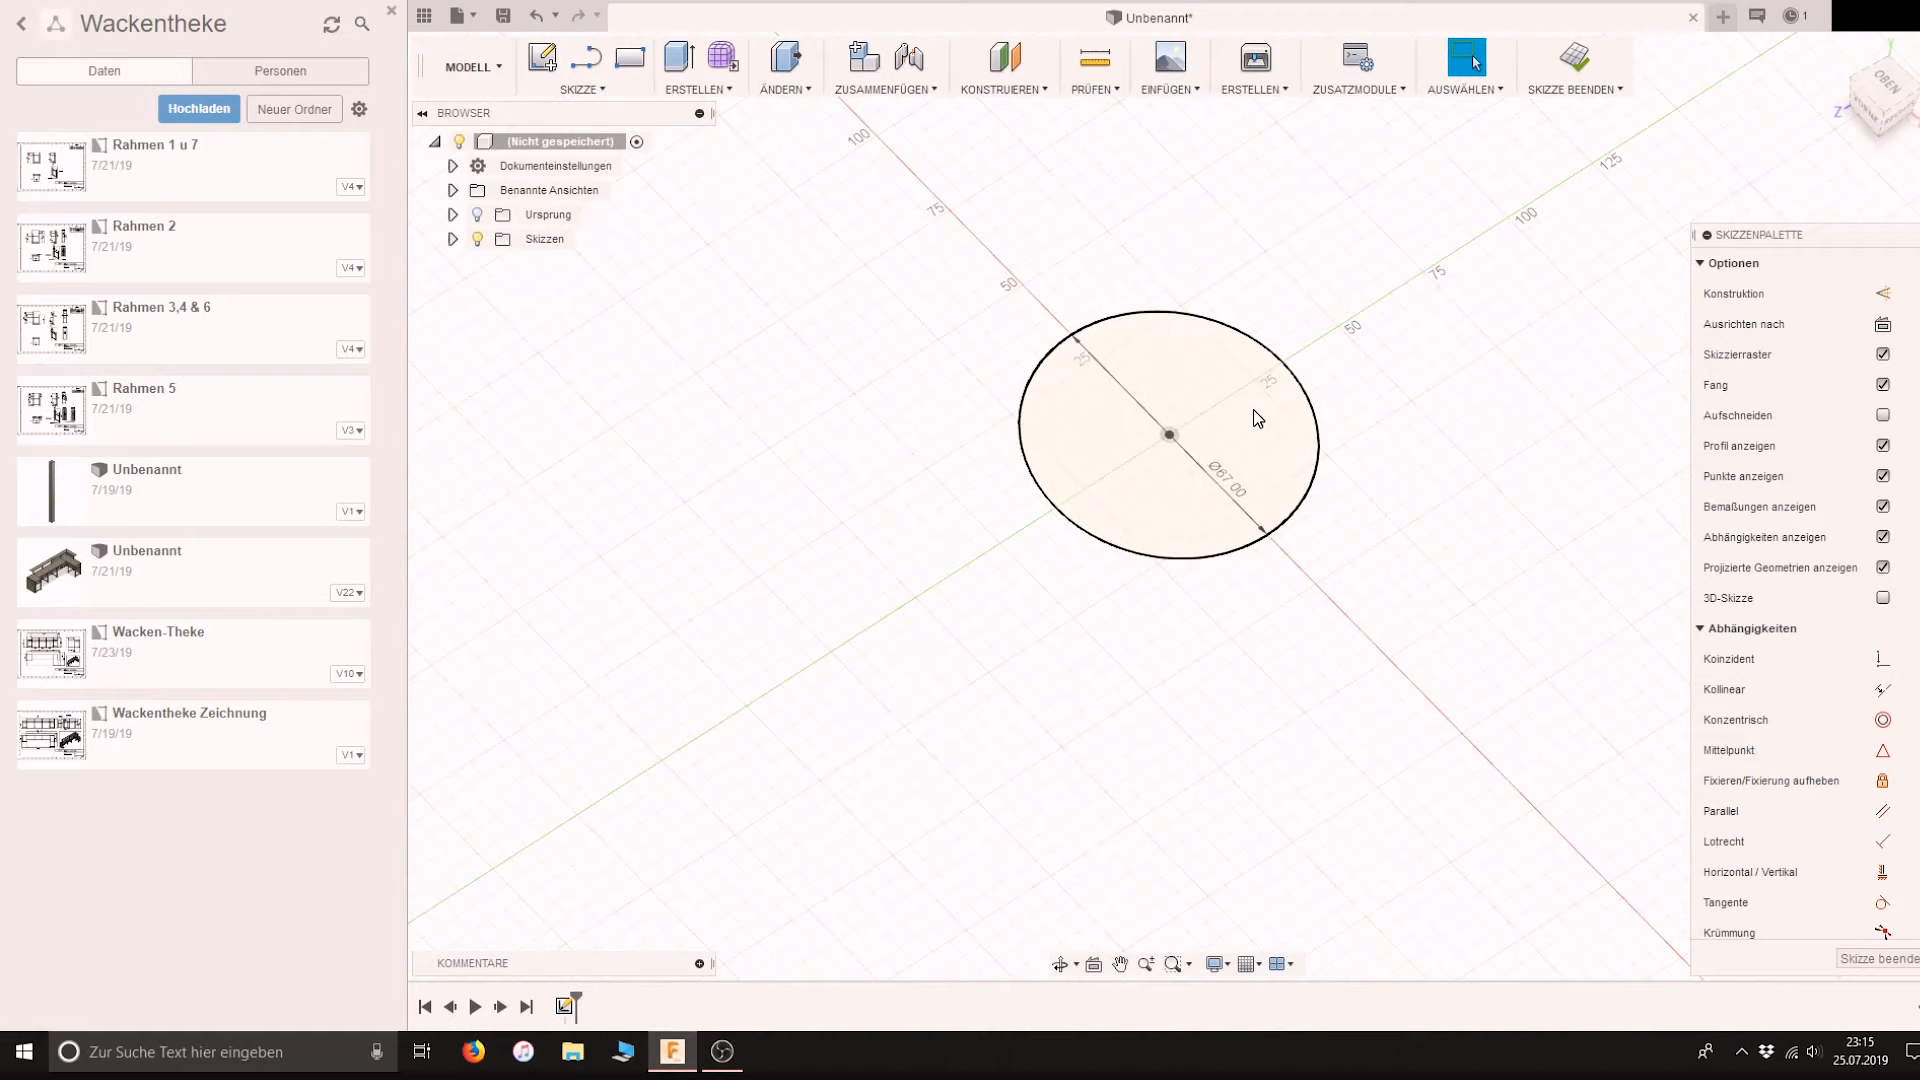 Wackentheke
Daten
Personen
Hochladen
Neuer Ordner
Rahmen 1 u 7
7/21/19
V4
Rahmen 2
7/21/19
V4
Rahmen 3,4 & 6
7/21/19
V4
Rahmen 5
7/21/19
V3
Unbenannt
7/19/19
V1
Unbenannt
7/21/19
V22
Wacken-Theke
7/23/19
V10
Wackentheke Zeichnung
7/19/19
V1
Unbenannt*
1
MODELL
SKIZZE
ERSTELLEN
ÄNDERN
ZUSAMMENFÜGEN
KONSTRUIEREN
PRÜFEN
EINFÜGEN
ERSTELLEN
ZUSATZMODULE
AUSWÄHLEN
SKIZZE BEENDEN
BROWSER
(Nicht gespeichert)
Dokumenteinstellungen
Benannte Ansichten
Ursprung
Skizzen
100
75
50
25
125
100
75
50
25
Ø67.00
OBEN
Y
Z
SKIZZENPALETTE
Optionen
Konstruktion
Ausrichten nach
Skizzierraster
Fang
Aufschneiden
Profil anzeigen
Punkte anzeigen
Bemaßungen anzeigen
Abhängigkeiten anzeigen
Projizierte Geometrien anzeigen
3D-Skizze
Abhängigkeiten
Koinzident
Kollinear
Konzentrisch
Mittelpunkt
Fixieren/Fixierung aufheben
Parallel
Lotrecht
Horizontal / Vertikal
Tangente
Krümmung
Skizze beende
KOMMENTARE
Zur Suche Text hier eingeben
23:15
25.07.2019